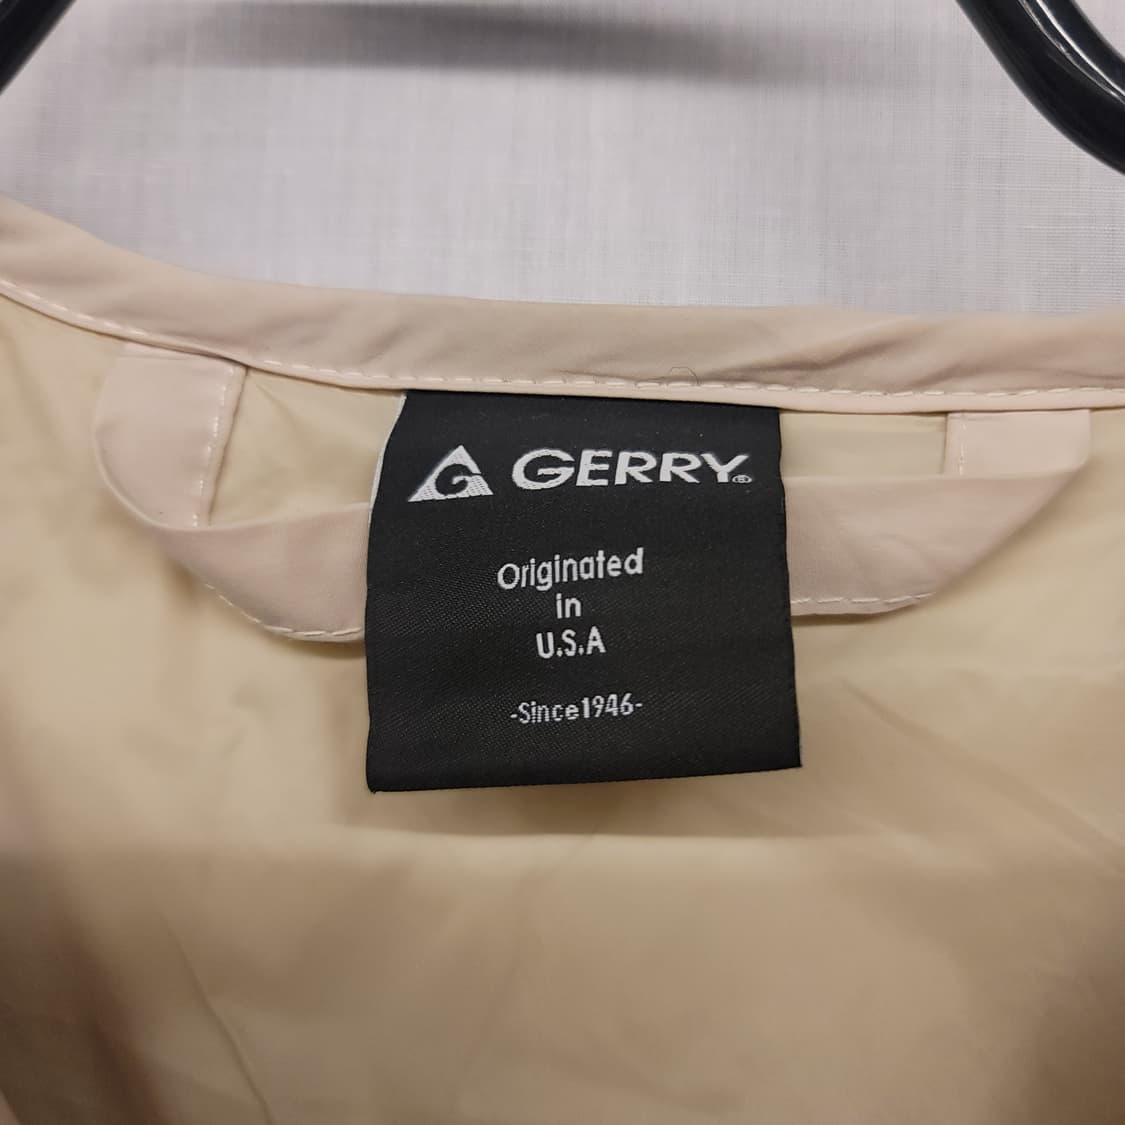 GERRY®
Originated
in
U.S.A
-Since1946-